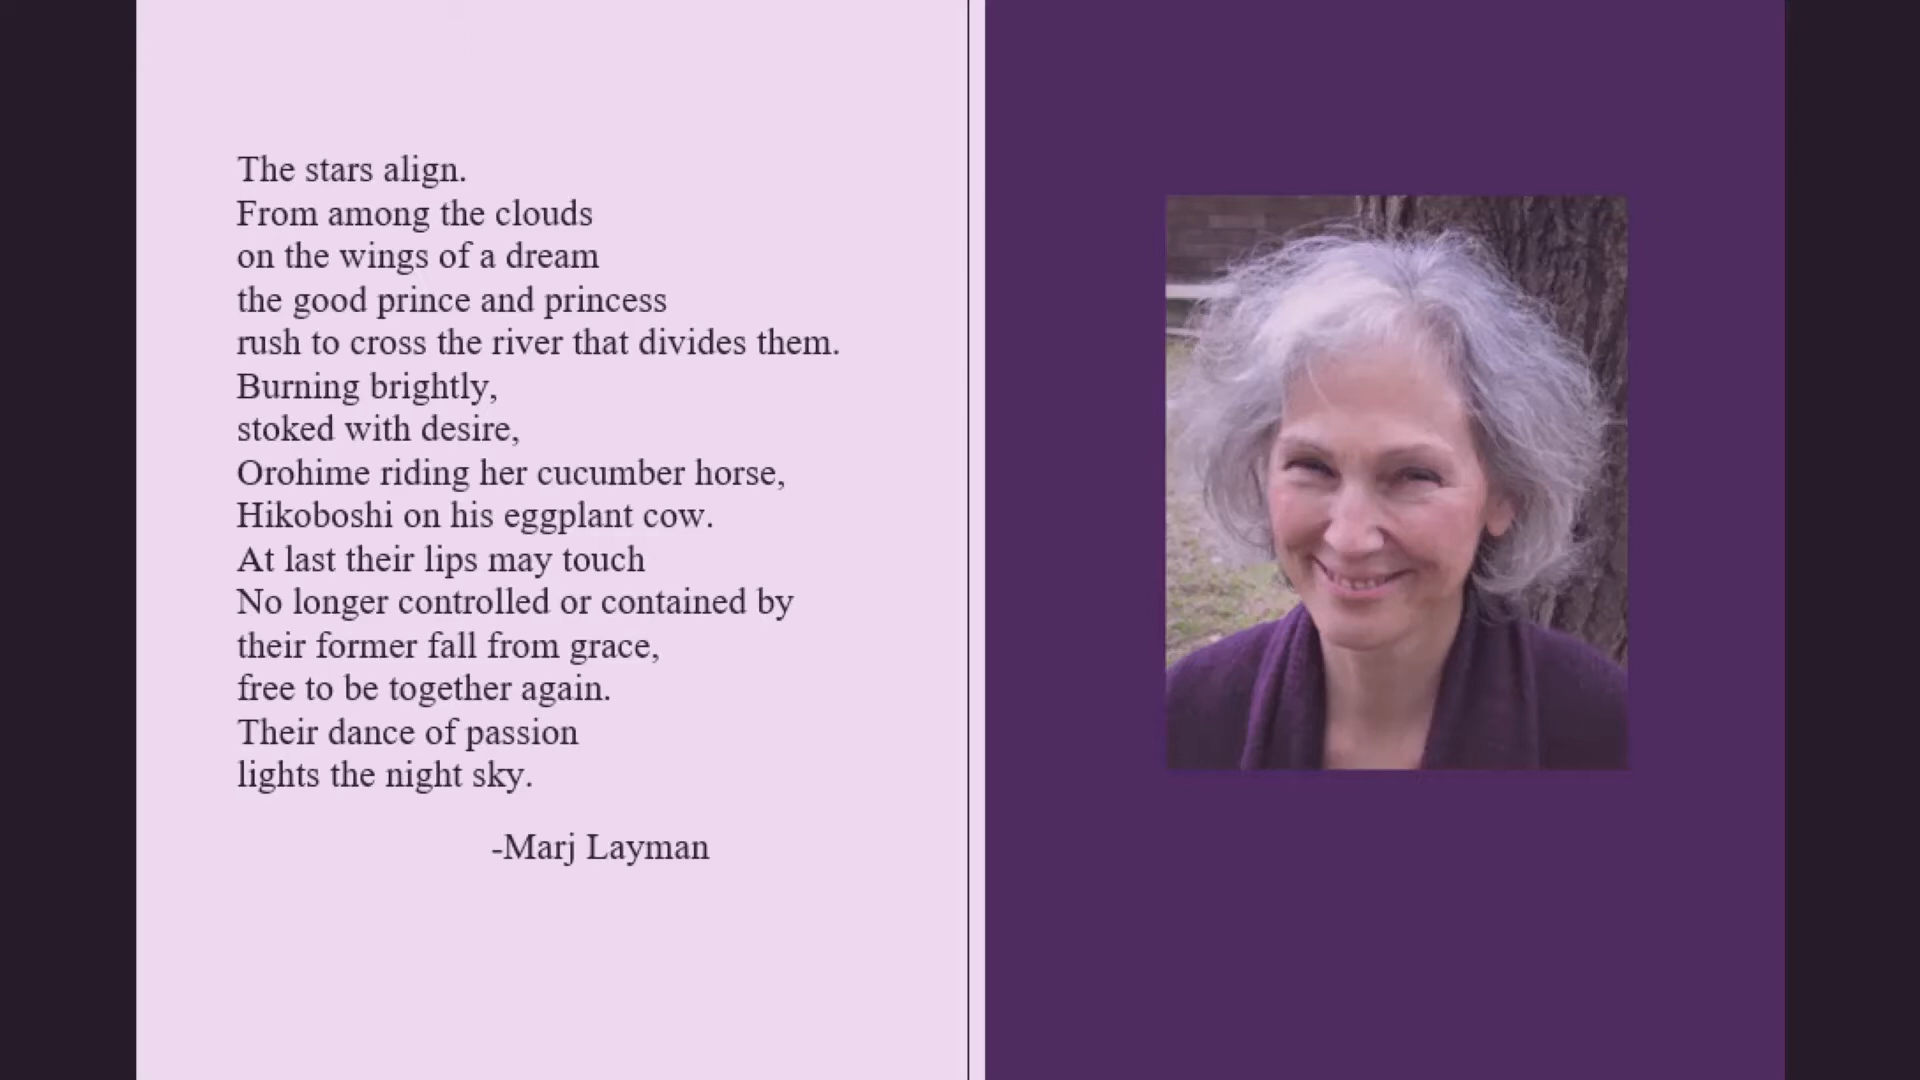 The stars align.
From among the clouds
on the wings of a dream
the good prince and princess
rush to cross the river that divides them.
Burning brightly,
stoked with desire,
Orohime riding her cucumber horse,
Hikoboshi on his eggplant cow.
At last their lips may touch
No longer controlled or contained by
their former fall from grace,
free to be together again.
Their dance of passion
lights the night sky.
-Marj Layman